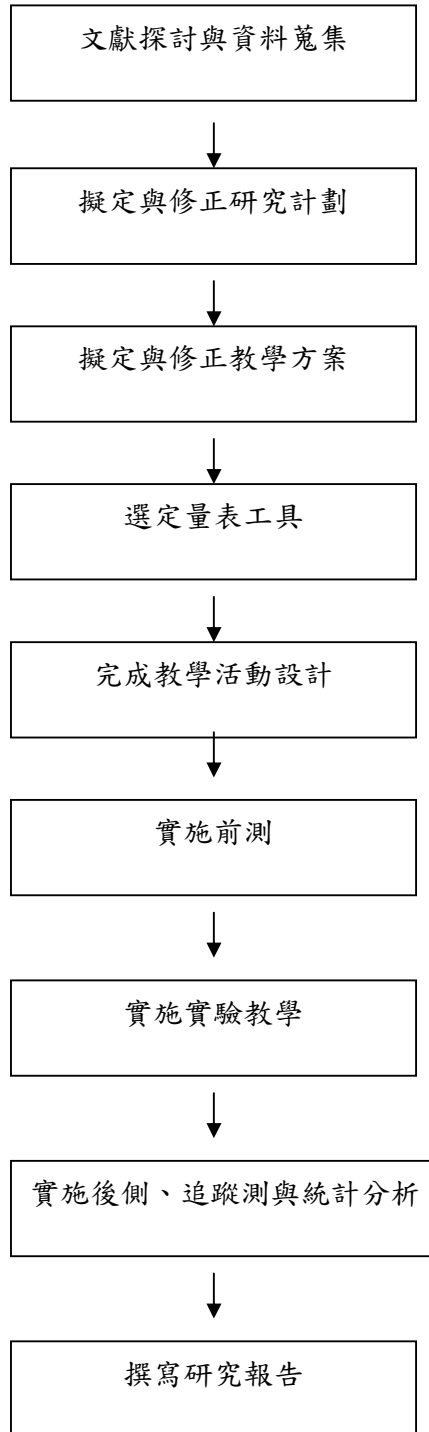 文獻探討與資料蒐集
擬定與修正研究計劃
擬定與修正教學方案
選定量表工具
完成教學活動設計
實施前測
實施實驗教學
實施後側、追蹤測與統計分析
撰寫研究報告